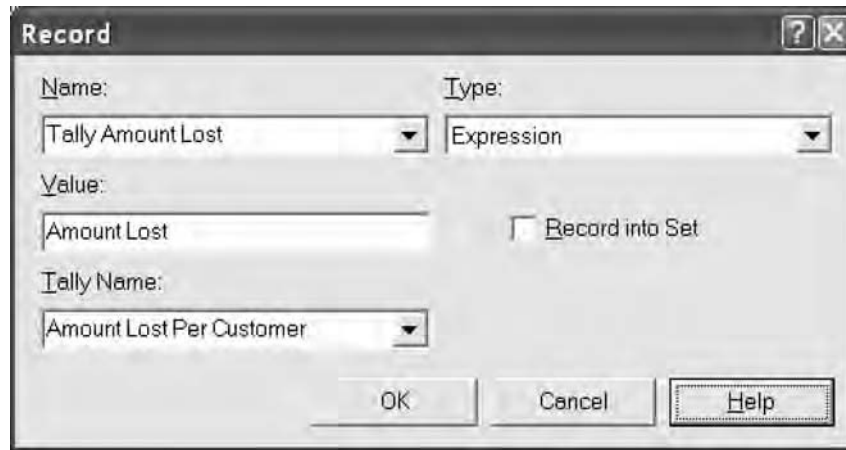 Record
Name: Type:
Tally Amount Lost Expression
Value:
Amount Lost Record into Set
Tally Name:
Amount Lost Per Customer
OK Cancel Help